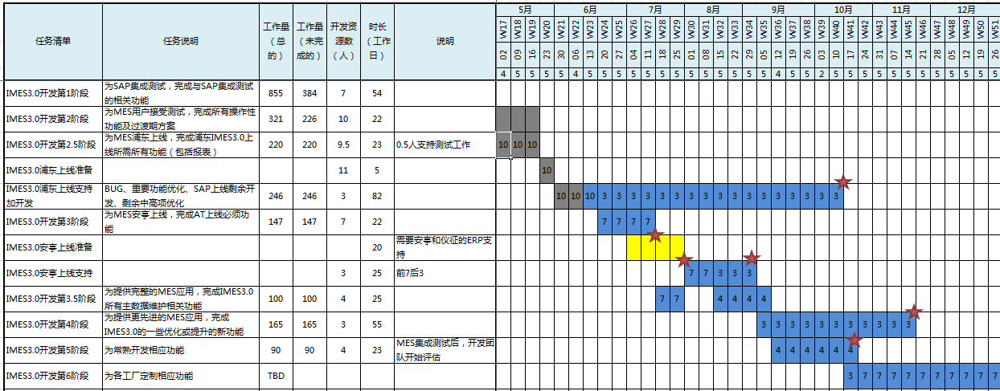 任务清单 任务说明 工作量（总的） 工作量（未完成的） 开发资源数（人） 时长（工作日） 说明 5月 6月 7月 8月 9月 10月 11月 12月
W17 W18 W19 W20 W21 W22 W23 W24 W25 W26 W27 W28 W29 W30 W31 W32 W33 W34 W35 W36 W37 W38 W39 W40 W41 W42 W43 W44 W45 W46 W47 W48 W49 W50 W51
02 09 16 23 30 06 13 20 27 04 11 18 25 01 08 15 22 29 05 12 19 26 03 10 17 24 31 07 14 21 28 05 12 19 26
4 5 5 5 5 4 5 5 5 5 5 5 5 5 5 5 5 5 5 4 5 5 2 5 5 5 5 5 5 5 5 5 5 5 5
IMES3.0开发第1阶段 为SAP集成测试，完成与SAP集成测试的相关功能 855 384 7 54
IMES3.0开发第2阶段 为MES用户接受测试，完成所有操作性功能及过渡期方案 321 226 10 22
IMES3.0开发第2.5阶段 为MES浦东上线，完成浦东IMES3.0上线所需所有功能（包括报表） 220 220 9.5 23 0.5人支持测试工作 10 10 10
IMES3.0浦东上线准备 11 5 10
IMES3.0浦东上线支持加开发 BUG、重要功能优化、SAP上线剩余开发、剩余中高项优化 246 246 3 82 10 10 10 3 3 3 3 3 3 3 3 3 3 3 3 3 3 3 3 3
IMES3.0开发第3阶段 为MES安亭上线，完成AT上线必须功能 147 147 7 22 7 7 7 7
IMES3.0安亭上线准备 20 需要安亭和仪征的ERP支持
IMES3.0安亭上线支持 3 25 前7后3 7 7 3 3 3
IMES3.0开发第3.5阶段 为提供完整的MES应用，完成IMES3.0所有主数据维护相关功能 100 100 4 25 7 7 4 4 4 4
IMES3.0开发第4阶段 为提供更先进的MES应用，完成IMES3.0的一些优化或提升的新功能 165 165 3 55 3 3 3 3 3 3 3 3 3 3 3
IMES3.0开发第5阶段 为常熟开发相应功能 90 90 4 23 MES集成测试后，开发团队开始评估 4 4 4 4 4 4
IMES3.0开发第6阶段 为各工厂定制相应功能 TBD 3 7 7 7 7 7 7 7 7 7 7